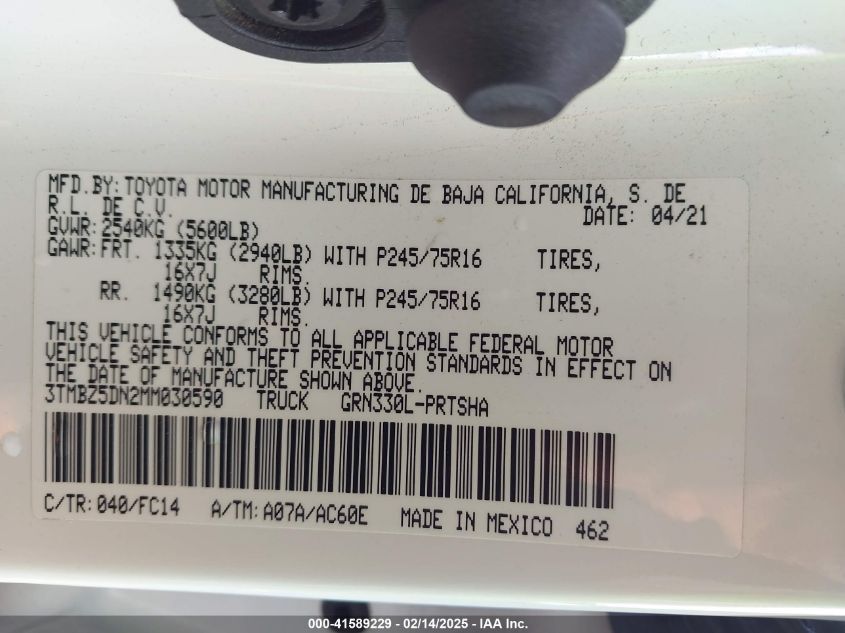 MFD.BY: TOYOTA MOTOR MANUFACTURING DE BAJA CALIFORNIA, S. DE
R.L. DE C.V. DATE: 04/21
GVWR: 2540KG (5600LB)
GAWR: FRT. 1335KG (2940LB) WITH P245/75R16 TIRES,
16X7J RIMS.
RR. 1490KG (3280LB) WITH P245/75R16 TIRES,
16X7J RIMS.
THIS VEHICLE CONFORMS TO ALL APPLICABLE FEDERAL MOTOR
VEHICLE SAFETY AND THEFT PREVENTION STANDARDS IN EFFECT ON
THE DATE OF MANUFACTURE SHOWN ABOVE.
3TMBZ5DN2MM030590 TRUCK GRN330L-PRTSHA
C/TR: 040/FC14 A/TM: A07A/AC60E MADE IN MEXICO 462
000-41589229 - 02/14/2025 - IAA Inc.